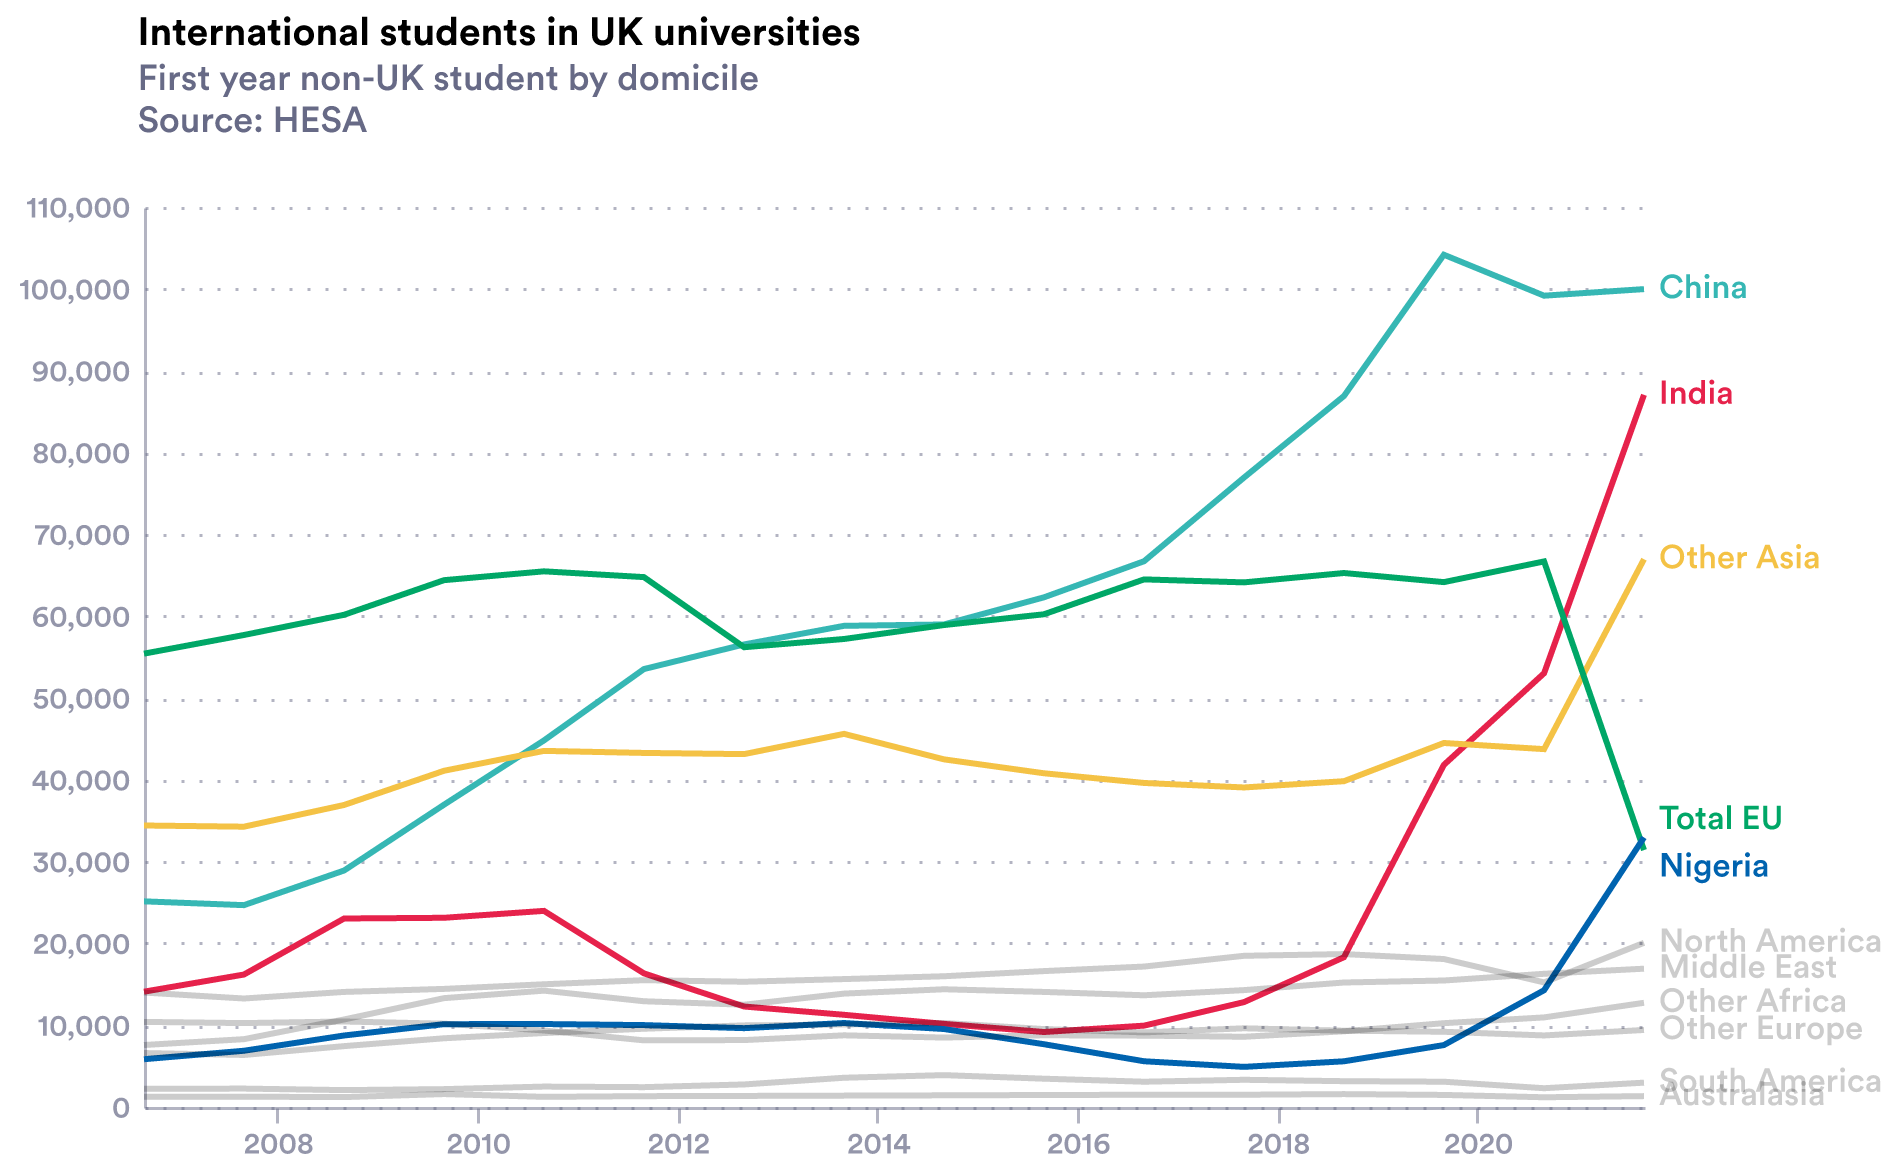 International students in UK universities
First year non-UK student by domicile
Source: HESA
110,000
100,000
90,000
80,000
70,000
60,000
50,000
40,000
30,000
20,000
10,000
0
China
India
Other Asia
Total EU
Nigeria
North America
Middle East
Other Africa
Other Europe
South America
Australasia
2008 2010 2012 2014 2016 2018 2020